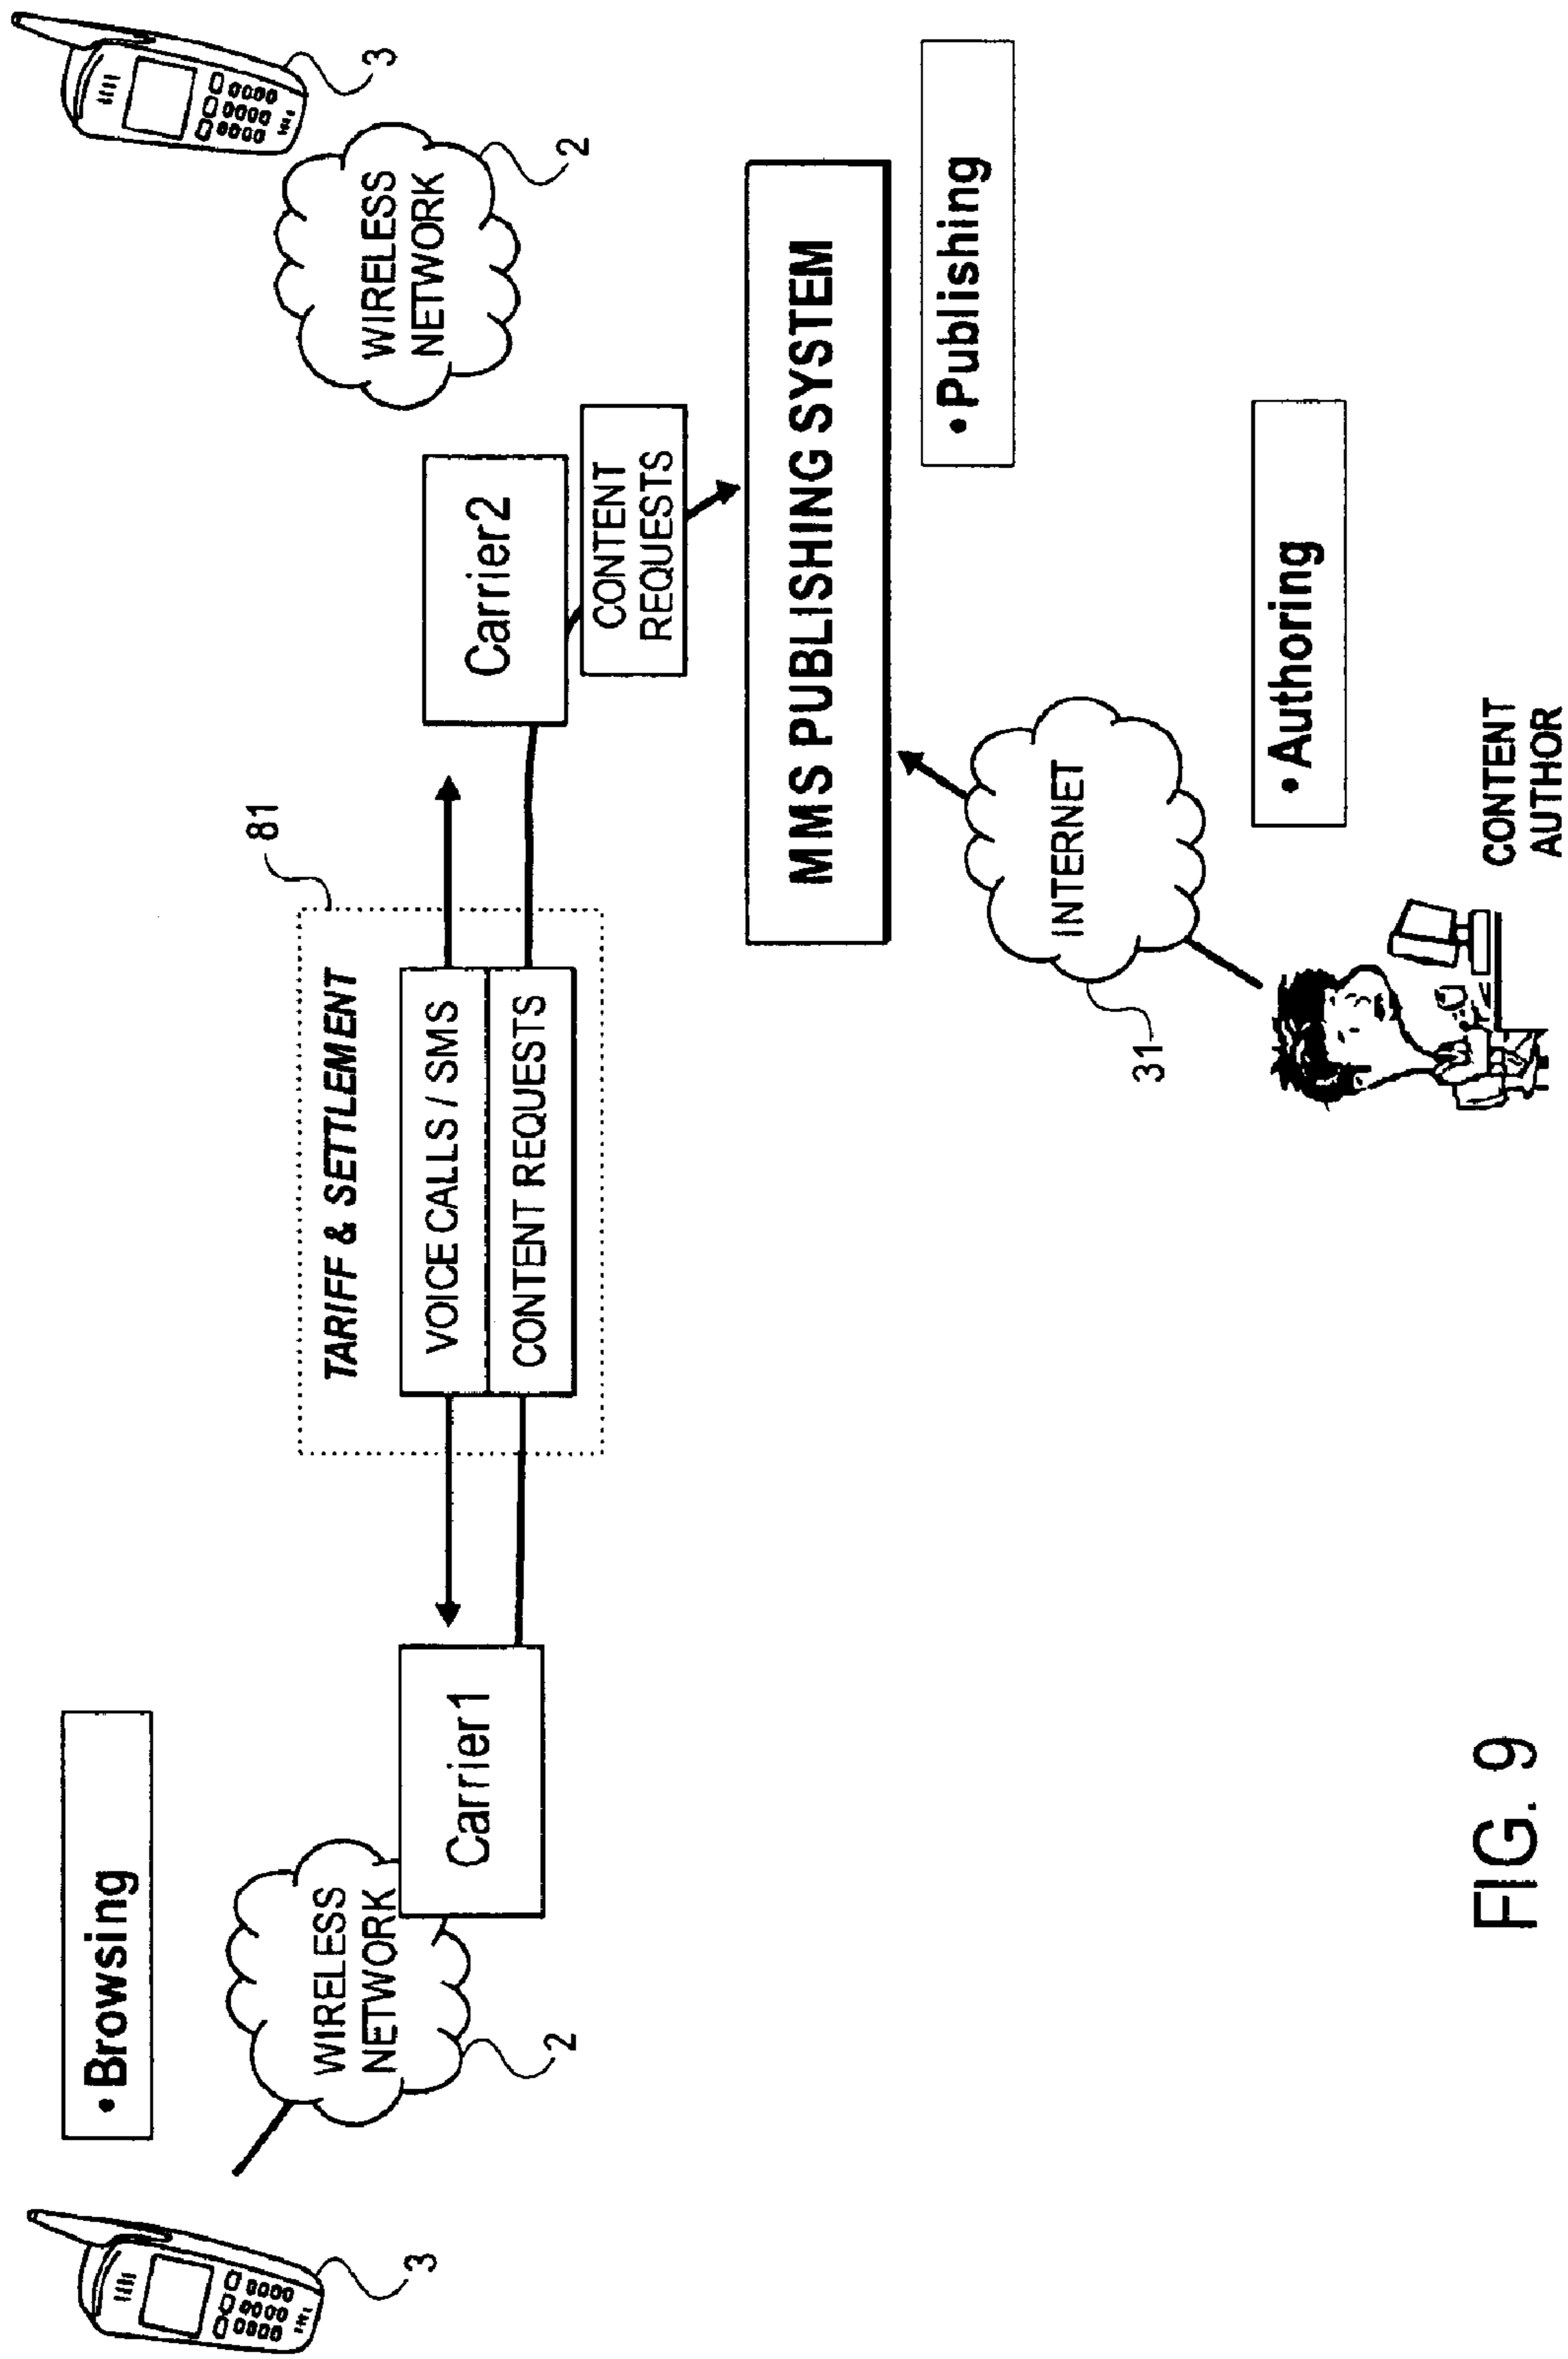 • Browsing
3
WIRELESS
NETWORK
2
Carrier1
TARIFF & SETTLEMENT
81
VOICE CALLS / SMS
CONTENT REQUESTS
Carrier2
WIRELESS
NETWORK
2
3
CONTENT
REQUESTS
MMS PUBLISHING SYSTEM
• Publishing
INTERNET
31
• Authoring
CONTENT
AUTHOR
FIG. 9